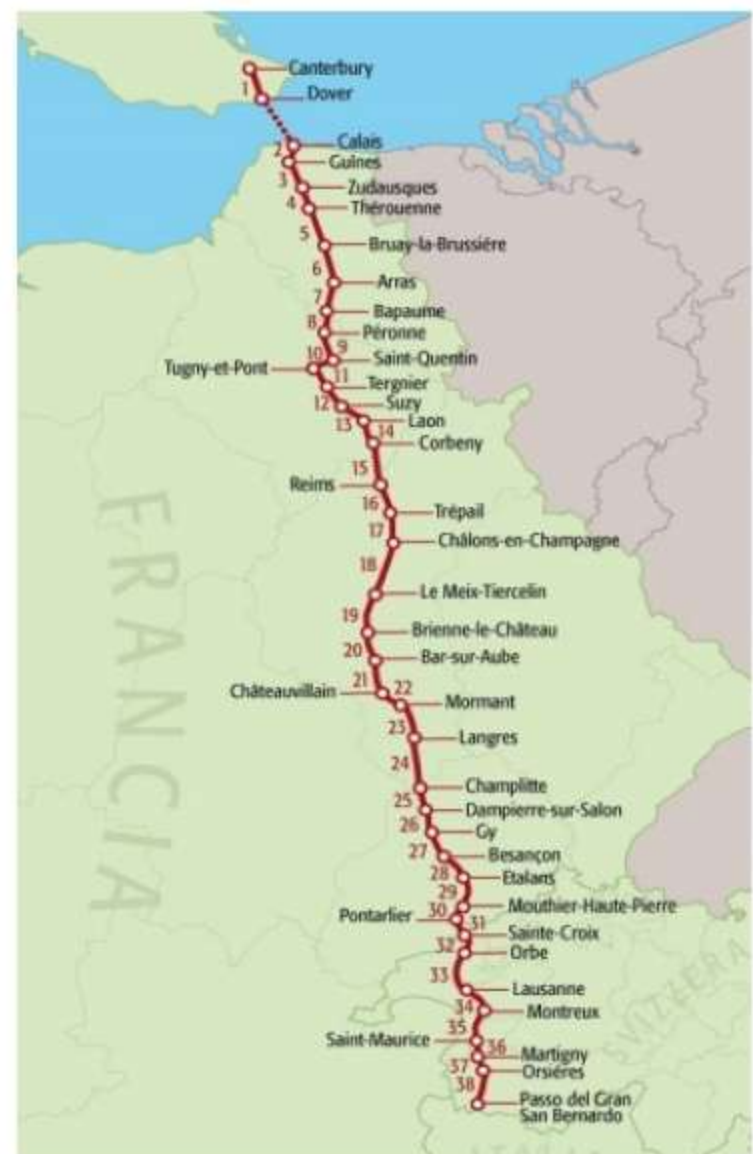 Canterbury
1
Dover
Calais
2
Guînes
3
Zudausques
4
Thérouenne
5
Bruay-la-Brussiére
6
Arras
7
Bapaume
8
Péronne
9
Saint-Quentin
10
Tugny-et-Pont
11
Tergnier
12
Suzy
13
Laon
14
Corbeny
15
Reims
16
Trépail
17
Châlons-en-Champagne
18
Le Meix-Tiercelin
19
Brienne-le-Château
20
Bar-sur-Aube
21
Châteauvillain
22
Mormant
23
Langres
24
Champlitte
25
Dampierre-sur-Salon
26
Gy
27
Besançon
28
Etalans
29
Mouthier-Haute-Pierre
30
Pontarlier
31
Sainte-Croix
32
Orbe
33
Lausanne
34
Montreux
35
Saint-Maurice
36
Martigny
37
Orsiéres
38
Passo del Gran
San Bernardo
FRANCIA
SVIZZERA